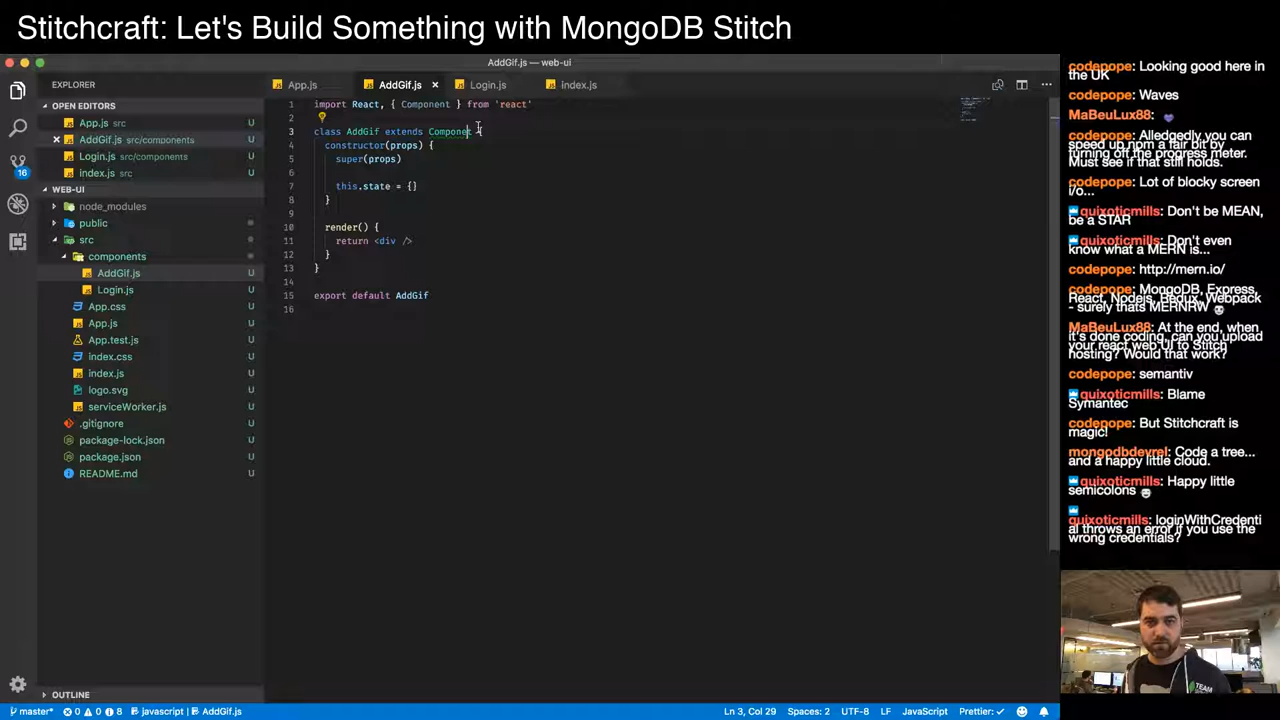 Stitchcraft: Let's Build Something with MongoDB Stitch
AddGif.js — web-ui
EXPLORER
App.js
AddGif.js
Login.js
index.js
OPEN EDITORS
App.js src U
AddGif.js src/components U
Login.js src/components U
index.js src U
WEB-UI
node_modules
public
src
components
AddGif.js U
Login.js U
App.css U
App.js U
App.test.js U
index.css U
index.js U
logo.svg U
serviceWorker.js U
.gitignore U
package-lock.json U
package.json U
README.md U
OUTLINE
16
1 import React, { Component } from 'react'
2
3 class AddGif extends Componet
4 constructor(props) {
5 super(props)
6
7 this.state = {}
8 }
9
10 render() {
11 return <div />
12 }
13 }
14
15 export default AddGif
16
master* 0 0 8 javascript | AddGif.js Ln 3, Col 29 Spaces: 2 UTF-8 LF JavaScript Prettier: ✓
codepope: Looking good here in
the UK
codepope: Waves
MaBeuLux88:
codepope: Alledgedly you can
speed up npm a fair bit by
turning off the progress meter.
Must see if that still holds.
codepope: Lot of blocky screen
i/o...
quixoticmills: Don't be MEAN,
be a STAR
quixoticmills: Don't even
know what a MERN is...
codepope: http://mern.io/
codepope: MongoDB, Express,
React, Nodejs, Redux, Webpack
- surely thats MERNRW
MaBeuLux88: At the end, when
it's done coding, can you upload
your react web UI to Stitch
hosting? Would that work?
codepope: semantiv
quixoticmills: Blame
Symantec
codepope: But Stitchcraft is
magic!
mongodbdevrel: Code a tree...
and a happy little cloud.
quixoticmills: Happy little
semicolons
quixoticmills: loginWithCredenti
al throws an error if you use the
wrong credentials?
TEAM